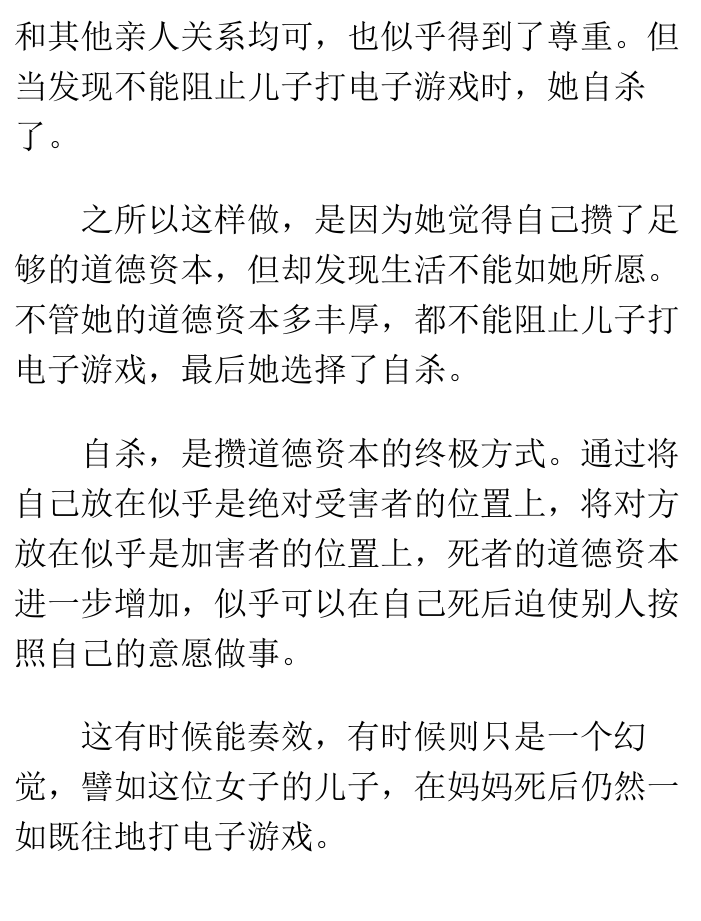 和其他亲人关系均可，也似乎得到了尊重。但
当发现不能阻止儿子打电子游戏时，她自杀
了。
之所以这样做，是因为她觉得自己攒了足
够的道德资本，但却发现生活不能如她所愿。
不管她的道德资本多丰厚，都不能阻止儿子打
电子游戏，最后她选择了自杀。
自杀，是攒道德资本的终极方式。通过将
自己放在似乎是绝对受害者的位置上，将对方
放在似乎是加害者的位置上，死者的道德资本
进一步增加，似乎可以在自己死后迫使别人按
照自己的意愿做事。
这有时候能奏效，有时候则只是一个幻
觉，譬如这位女子的儿子，在妈妈死后仍然一
如既往地打电子游戏。